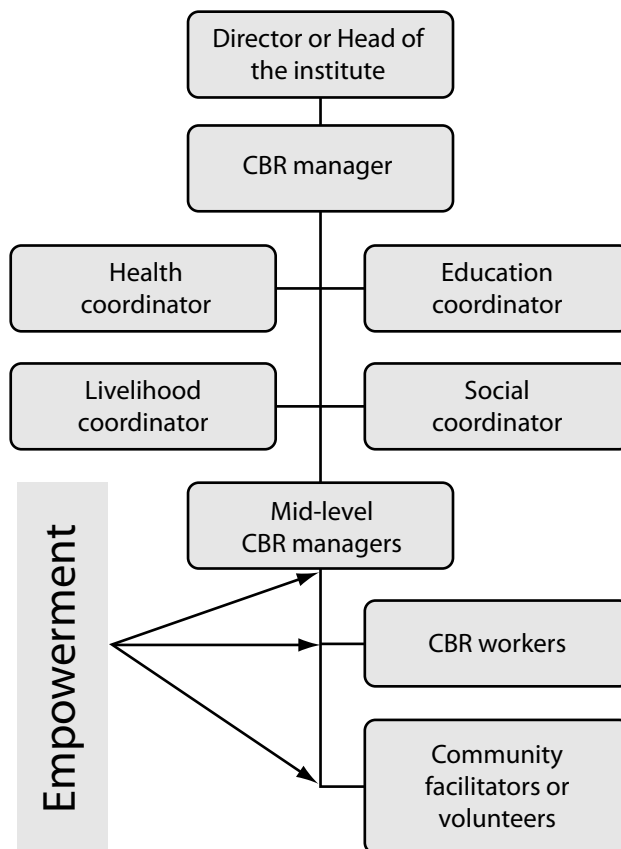 Director or Head of
the institute
CBR manager
Health
coordinator
Education
coordinator
Livelihood
coordinator
Social
coordinator
Mid-level
CBR managers
Empowerment
CBR workers
Community
facilitators or
volunteers